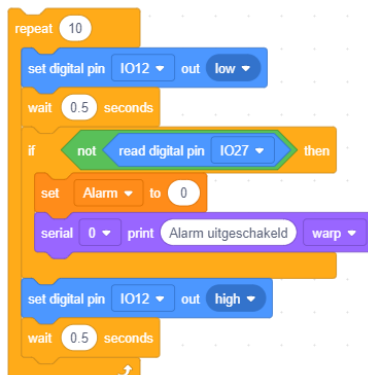 repeat 10
set digital pin IO12 out low
wait 0.5 seconds
if not read digital pin IO27 then
set Alarm to 0
serial 0 print Alarm uitgeschakeld warp
set digital pin IO12 out high
wait 0.5 seconds